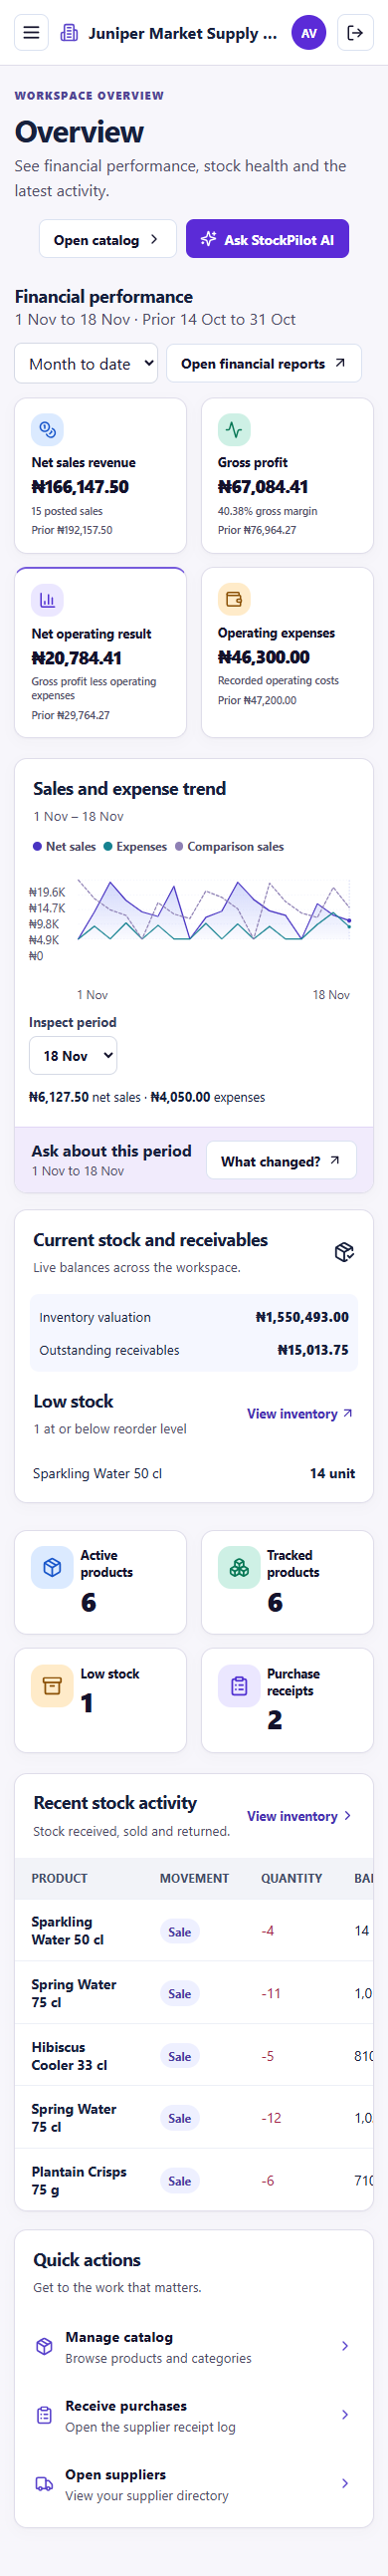 Juniper Market Supply ...
AV
WORKSPACE OVERVIEW
Overview
See financial performance, stock health and the
latest activity.
Open catalog
Ask StockPilot AI
Financial performance
1 Nov to 18 Nov · Prior 14 Oct to 31 Oct
Month to date
Open financial reports
Net sales revenue
₦166,147.50
15 posted sales
Prior ₦192,157.50
Gross profit
₦67,084.41
40.38% gross margin
Prior ₦76,964.27
Net operating result
₦20,784.41
Gross profit less operating
expenses
Prior ₦29,764.27
Operating expenses
₦46,300.00
Recorded operating costs
Prior ₦47,200.00
Sales and expense trend
1 Nov – 18 Nov
Net sales
Expenses
Comparison sales
₦19.6K
₦14.7K
₦9.8K
₦4.9K
₦0
1 Nov
18 Nov
Inspect period
18 Nov
₦6,127.50 net sales · ₦4,050.00 expenses
Ask about this period
1 Nov to 18 Nov
What changed?
Current stock and receivables
Live balances across the workspace.
Inventory valuation ₦1,550,493.00
Outstanding receivables ₦15,013.75
Low stock
1 at or below reorder level
View inventory
Sparkling Water 50 cl 14 unit
Active
products
6
Tracked
products
6
Low stock
1
Purchase
receipts
2
Recent stock activity
Stock received, sold and returned.
View inventory
PRODUCT MOVEMENT QUANTITY
Sparkling
Water 50 cl
Sale -4 14
Spring Water
75 cl
Sale -11
Hibiscus
Cooler 33 cl
Sale -5 810
Spring Water
75 cl
Sale -12
Plantain Crisps
75 g
Sale -6 710
Quick actions
Get to the work that matters.
Manage catalog
Browse products and categories
Receive purchases
Open the supplier receipt log
Open suppliers
View your supplier directory